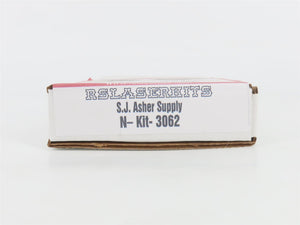 RSLASERKITS
S.J. Asher Supply
N– Kit- 3062